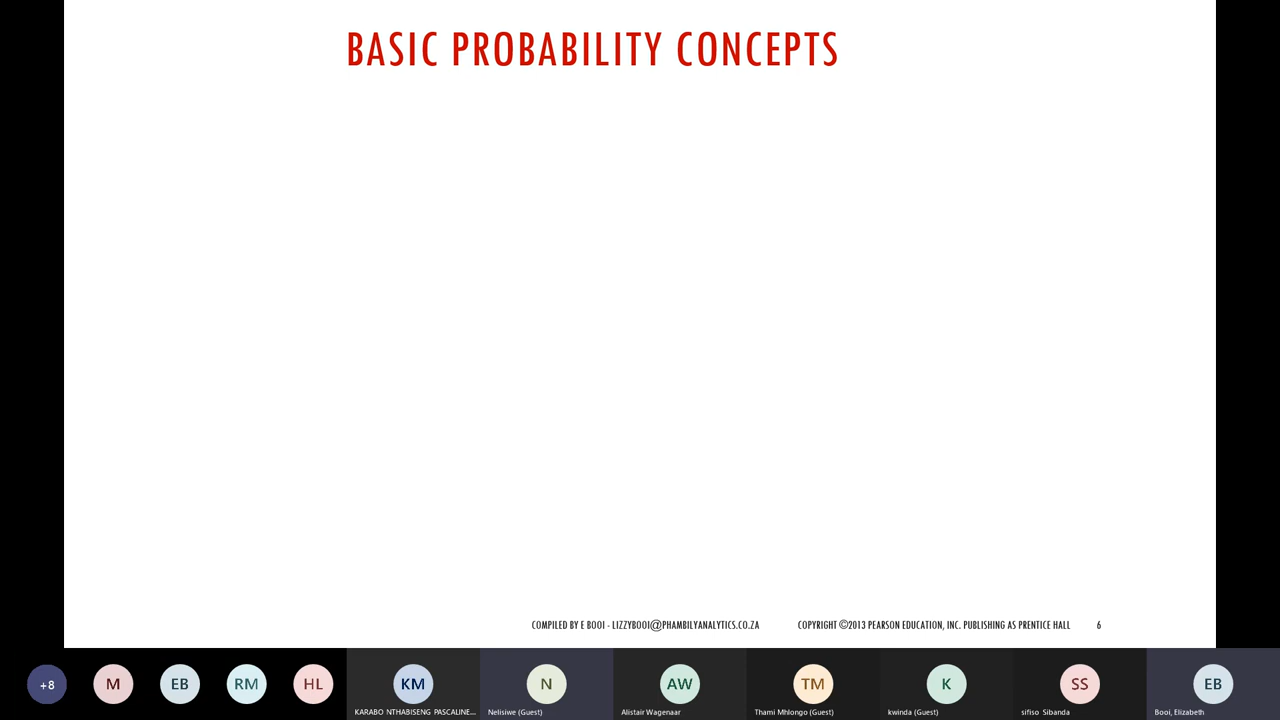 BASIC PROBABILITY CONCEPTS
COMPILED BY E BOOI - LIZZYBOOI@PHAMBILYANALYTICS.CO.ZA COPYRIGHT ©2013 PEARSON EDUCATION, INC. PUBLISHING AS PRENTICE HALL 6
+8 M EB RM HL KM N AW TM K SS EB
KARABO NTHABISENG PASCALINE... Nelisiwe (Guest) Alistair Wagenaar Thami Mhlongo (Guest) kwinda (Guest) sifiso Sibanda Booi, Elizabeth